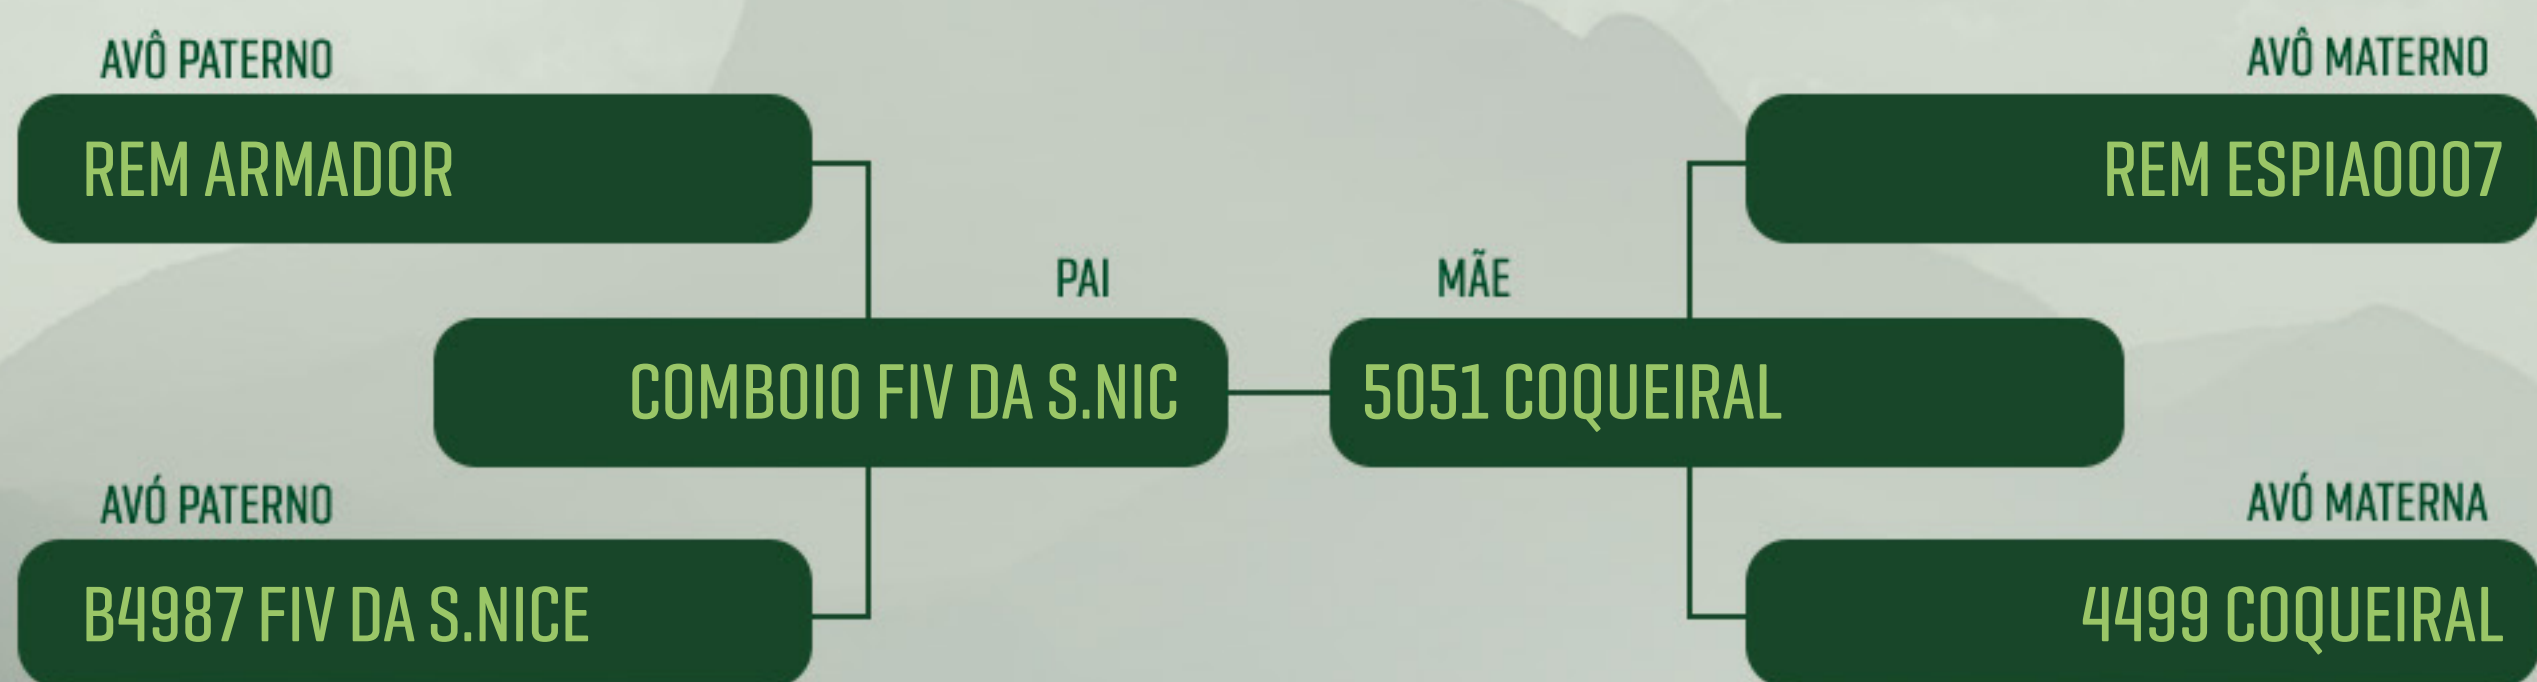 AVÔ PATERNO
AVÔ MATERNO
REM ARMADOR
REM ESPIAO007
PAI
MÃE
COMBOIO FIV DA S.NIC
5051 COQUEIRAL
AVÓ PATERNO
AVÓ MATERNA
B4987 FIV DA S.NICE
4499 COQUEIRAL